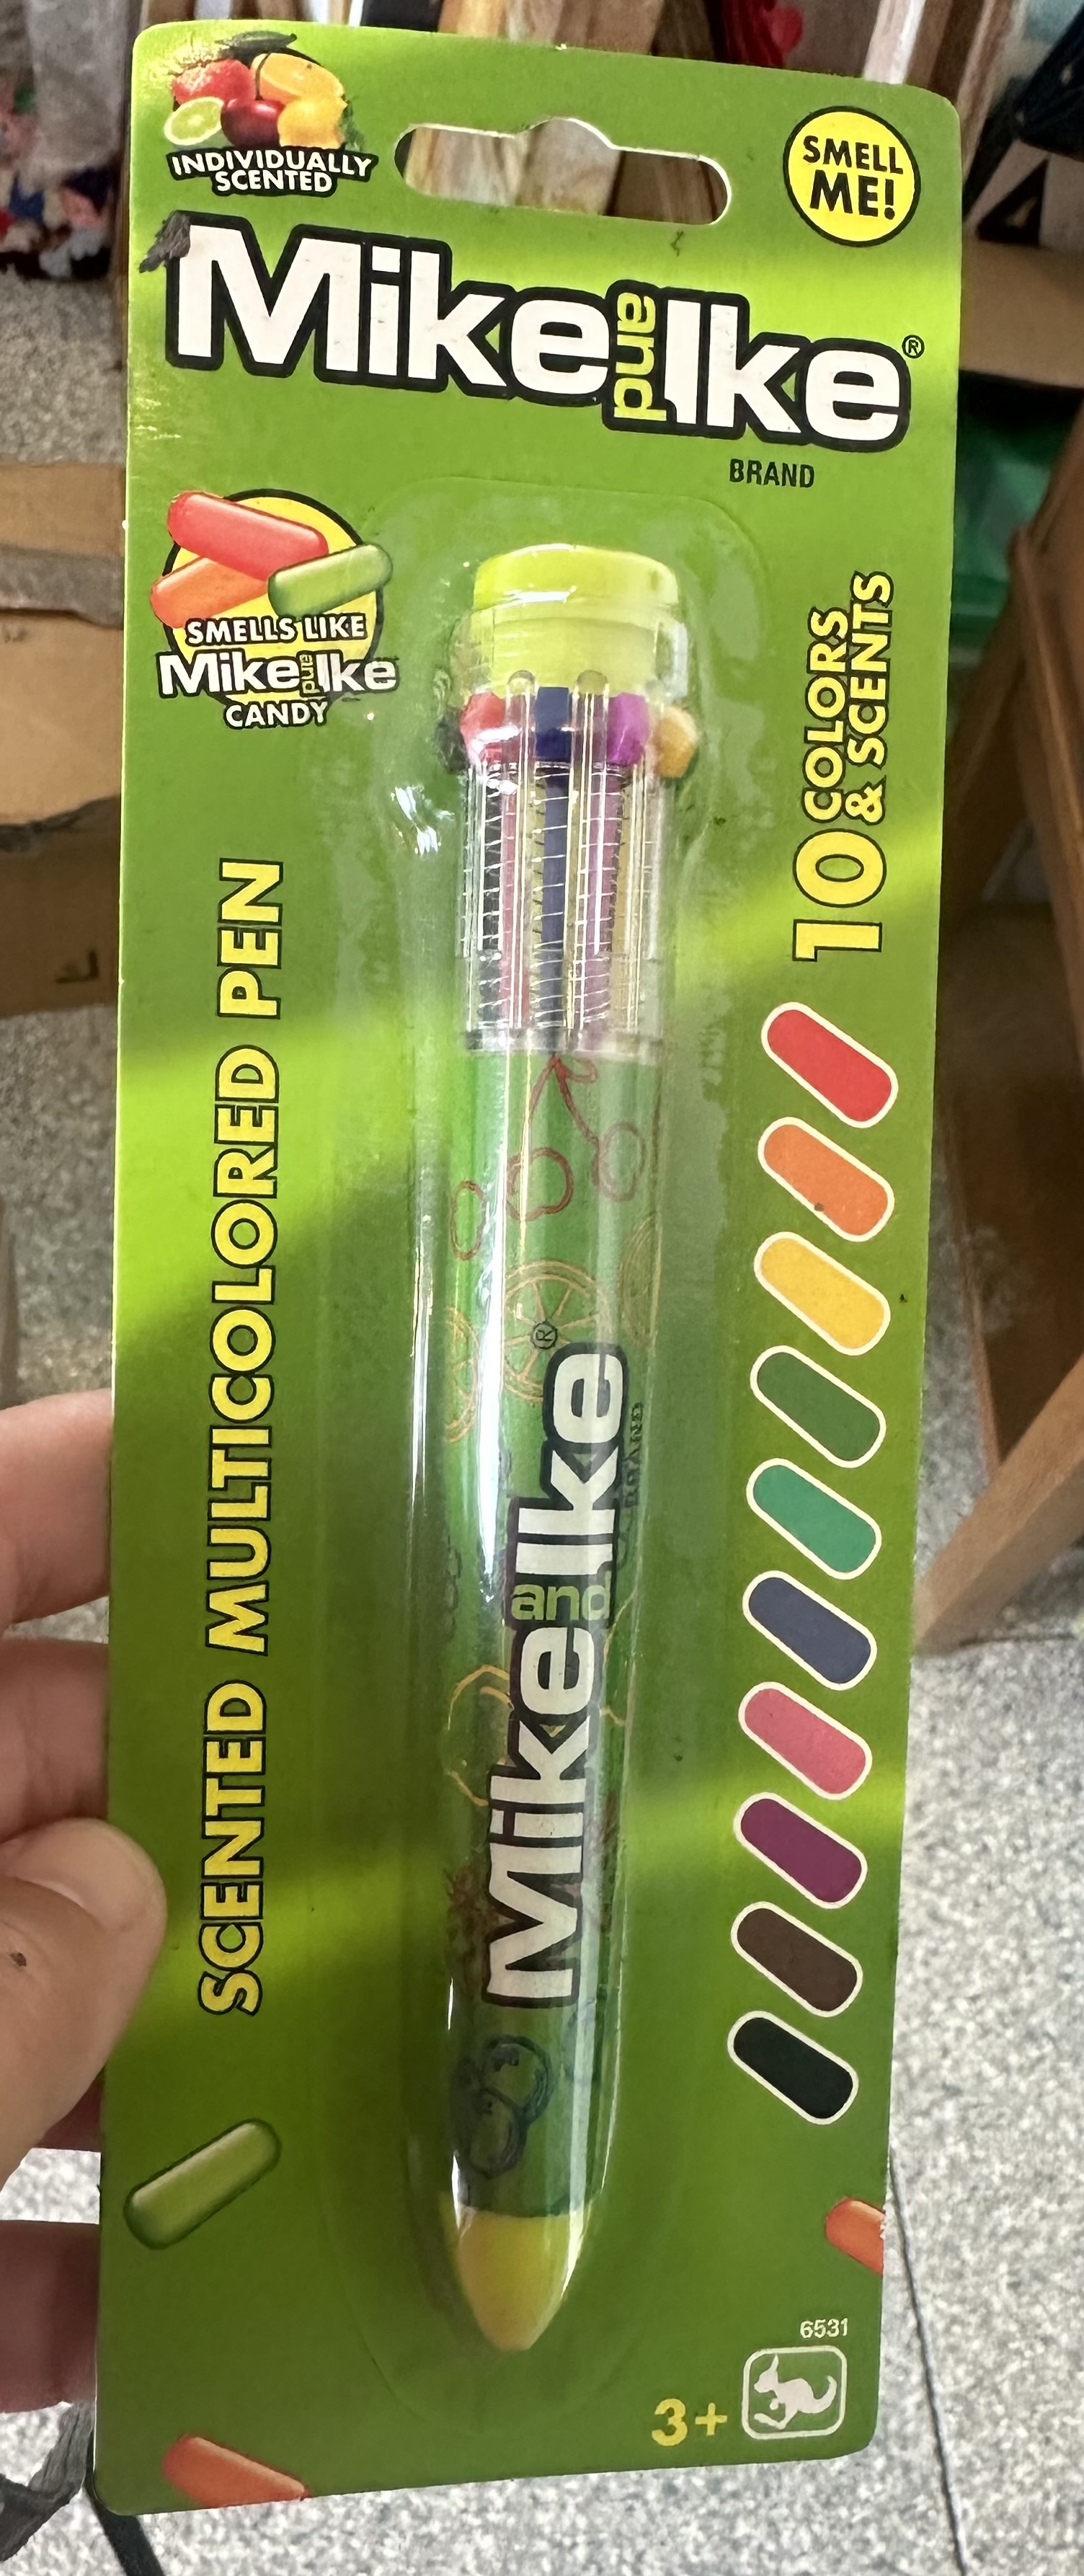 INDIVIDUALLY
SCENTED
SMELL
ME!
Mike and Ike®
BRAND
SMELLS LIKE
Mike and Ike
CANDY
10 COLORS
& SCENTS
SCENTED MULTICOLORED PEN
Mike and Ike®
BRAND
6531
3+